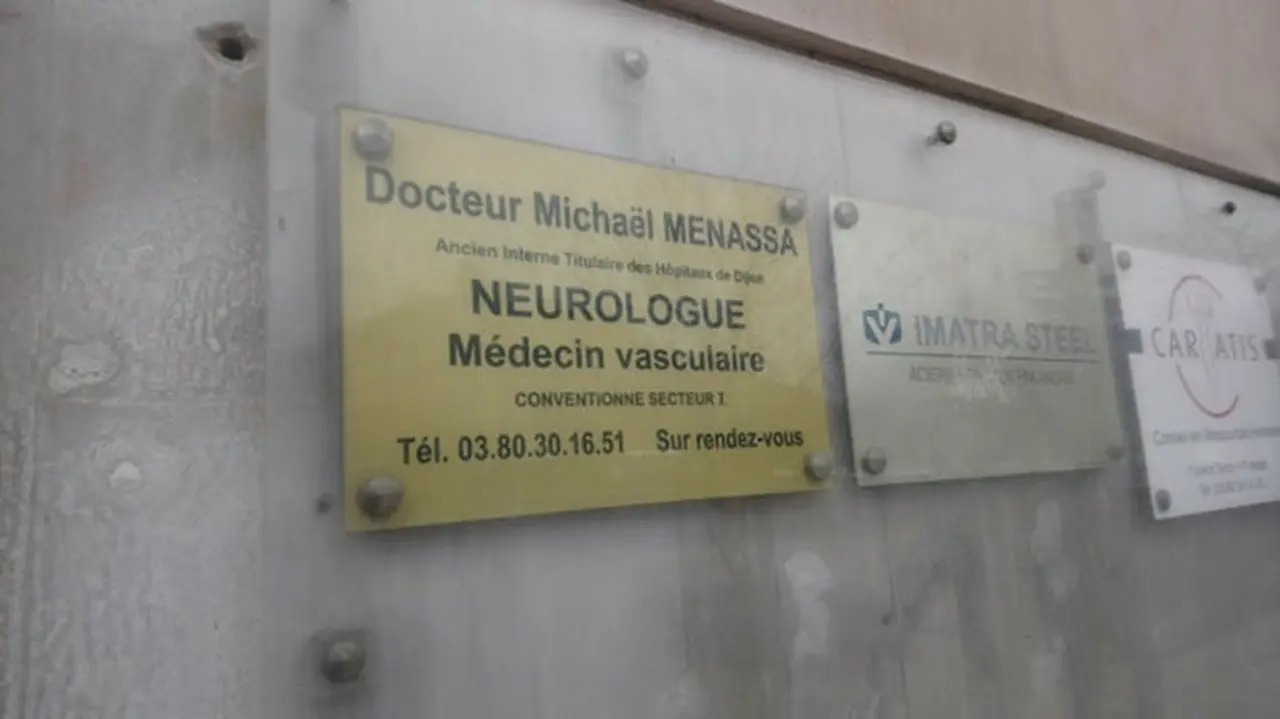 Docteur Michaël MENASSA
Ancien Interne Titulaire des Hôpitaux de Dijon
NEUROLOGUE
Médecin vasculaire
CONVENTIONNE SECTEUR I
Tél. 03.80.30.16.51 Sur rendez-vous
iMATRA STEEL
CARMATIS